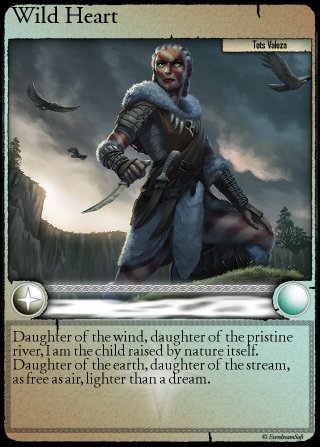 Wild Heart
Tots Valeza
Daughter of the wind, daughter of the pristine
river, I am the child raised by nature itself.
Daughter of the earth, daughter of the stream,
as free as air, lighter than a dream.
© EverdreamSoft